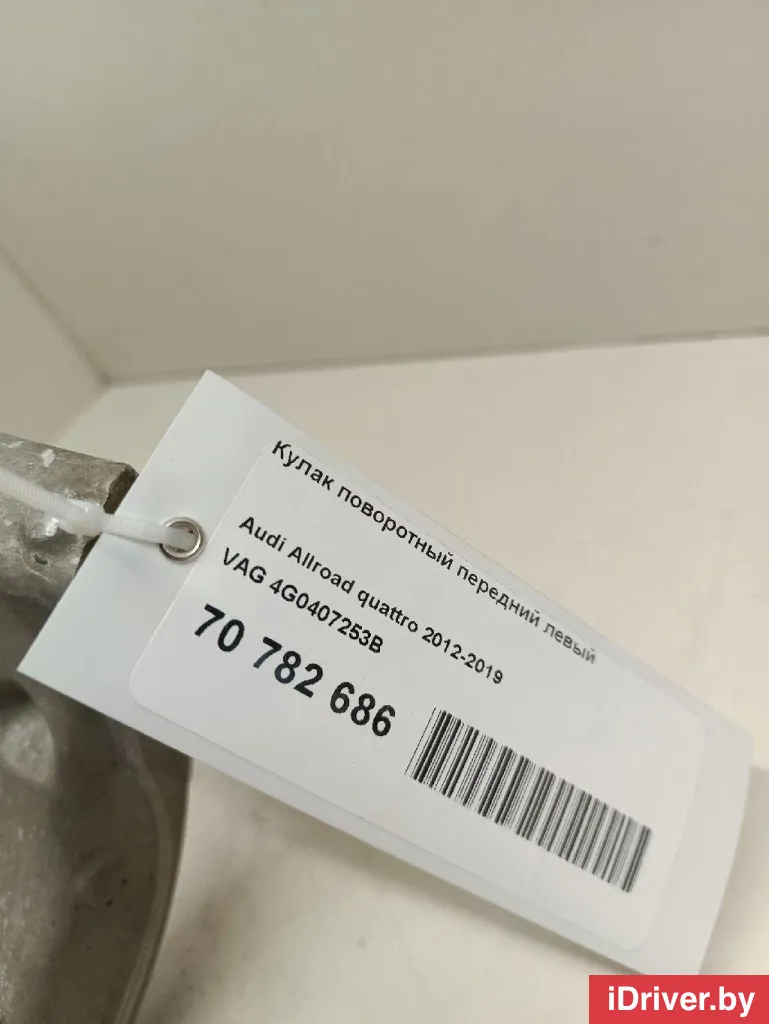 Кулак поворотный передний левый
Audi Allroad quattro 2012-2019
VAG 4G0407253B
70 782 686
iDriver.by